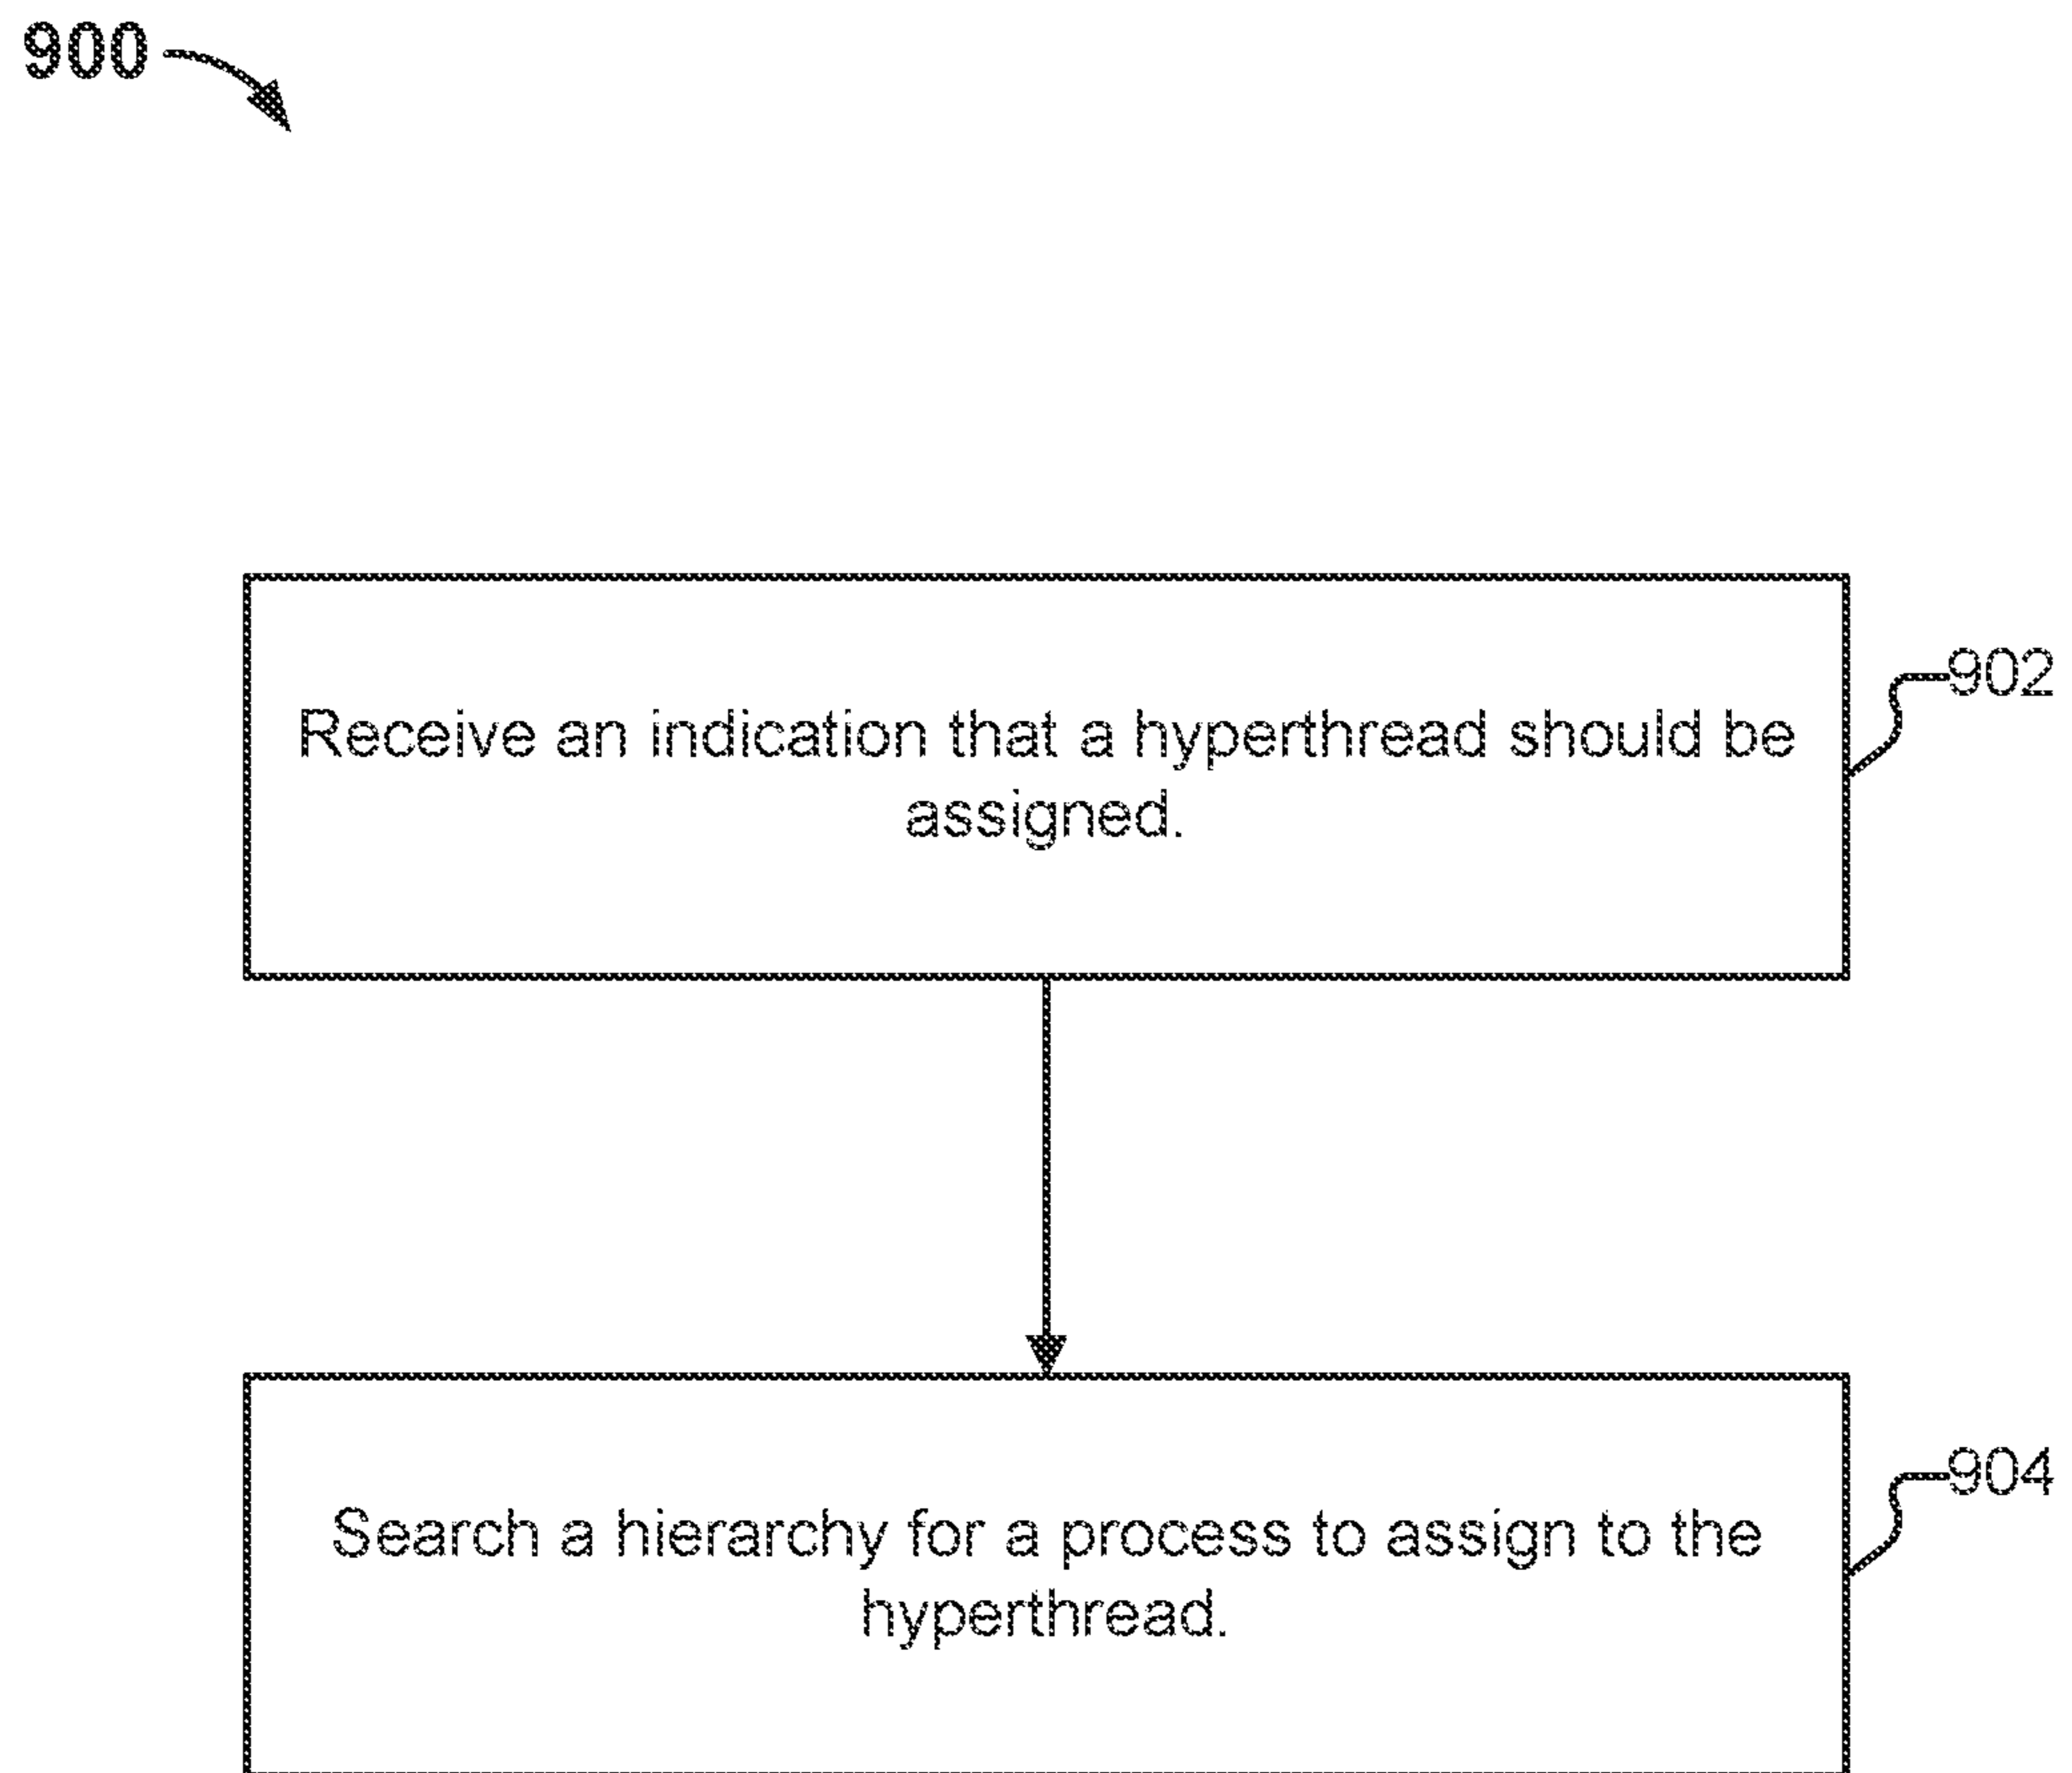 900
Receive an indication that a hyperthread should be
assigned.
902
Search a hierarchy for a process to assign to the
hyperthread.
904